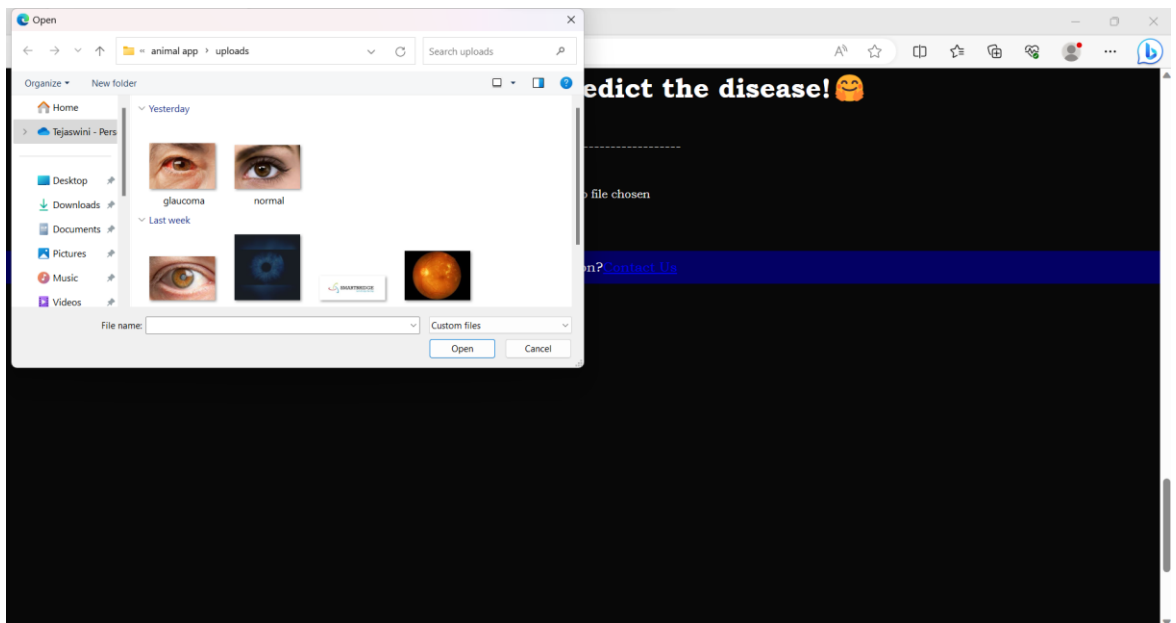 Open
« animal app › uploads
Search uploads
Organize
New folder
Home
Tejaswini - Pers
Desktop
Downloads
Documents
Pictures
Music
Videos
Yesterday
glaucoma
normal
Last week
SMARTBRIDGE
File name:
Custom files
Open
Cancel
edict the disease!🤗
-----------------
file chosen
on?Contact Us